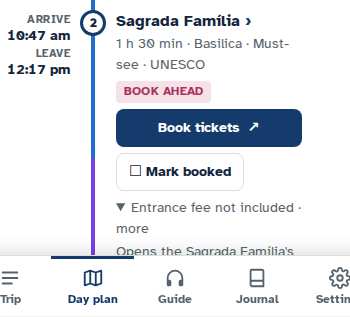 ARRIVE
10:47 am
LEAVE
12:17 pm
2
Sagrada Família ›
1 h 30 min · Basilica · Must-
see · UNESCO
BOOK AHEAD
Book tickets ↗
☐ Mark booked
▼ Entrance fee not included ·
more
Opens the Sagrada Família's
Trip
Day plan
Guide
Journal
Settin